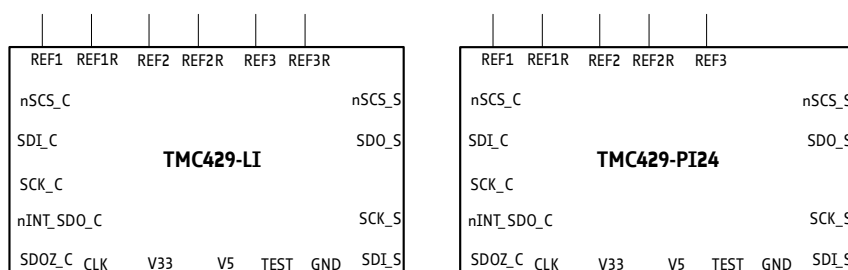 REF1 REF1R REF2 REF2R REF3 REF3R
nSCS_C nSCS_S
SDI_C SDO_S
TMC429-LI
SCK_C
nINT_SDO_C SCK_S
SDOZ_C CLK V33 V5 TEST GND SDI_S
REF1 REF1R REF2 REF2R REF3
nSCS_C nSCS_S
SDI_C SDO_S
TMC429-PI24
SCK_C
nINT_SDO_C SCK_S
SDOZ_C CLK V33 V5 TEST GND SDI_S